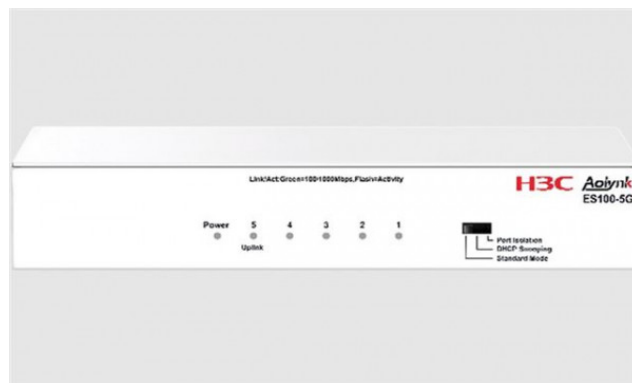 Link/Act:Green=100/1000Mbps,Flash=Activity
H3C Aolynk
ES100-5G
Power 5 4 3 2 1
Uplink
Port Isolation
DHCP Snooping
Standard Mode